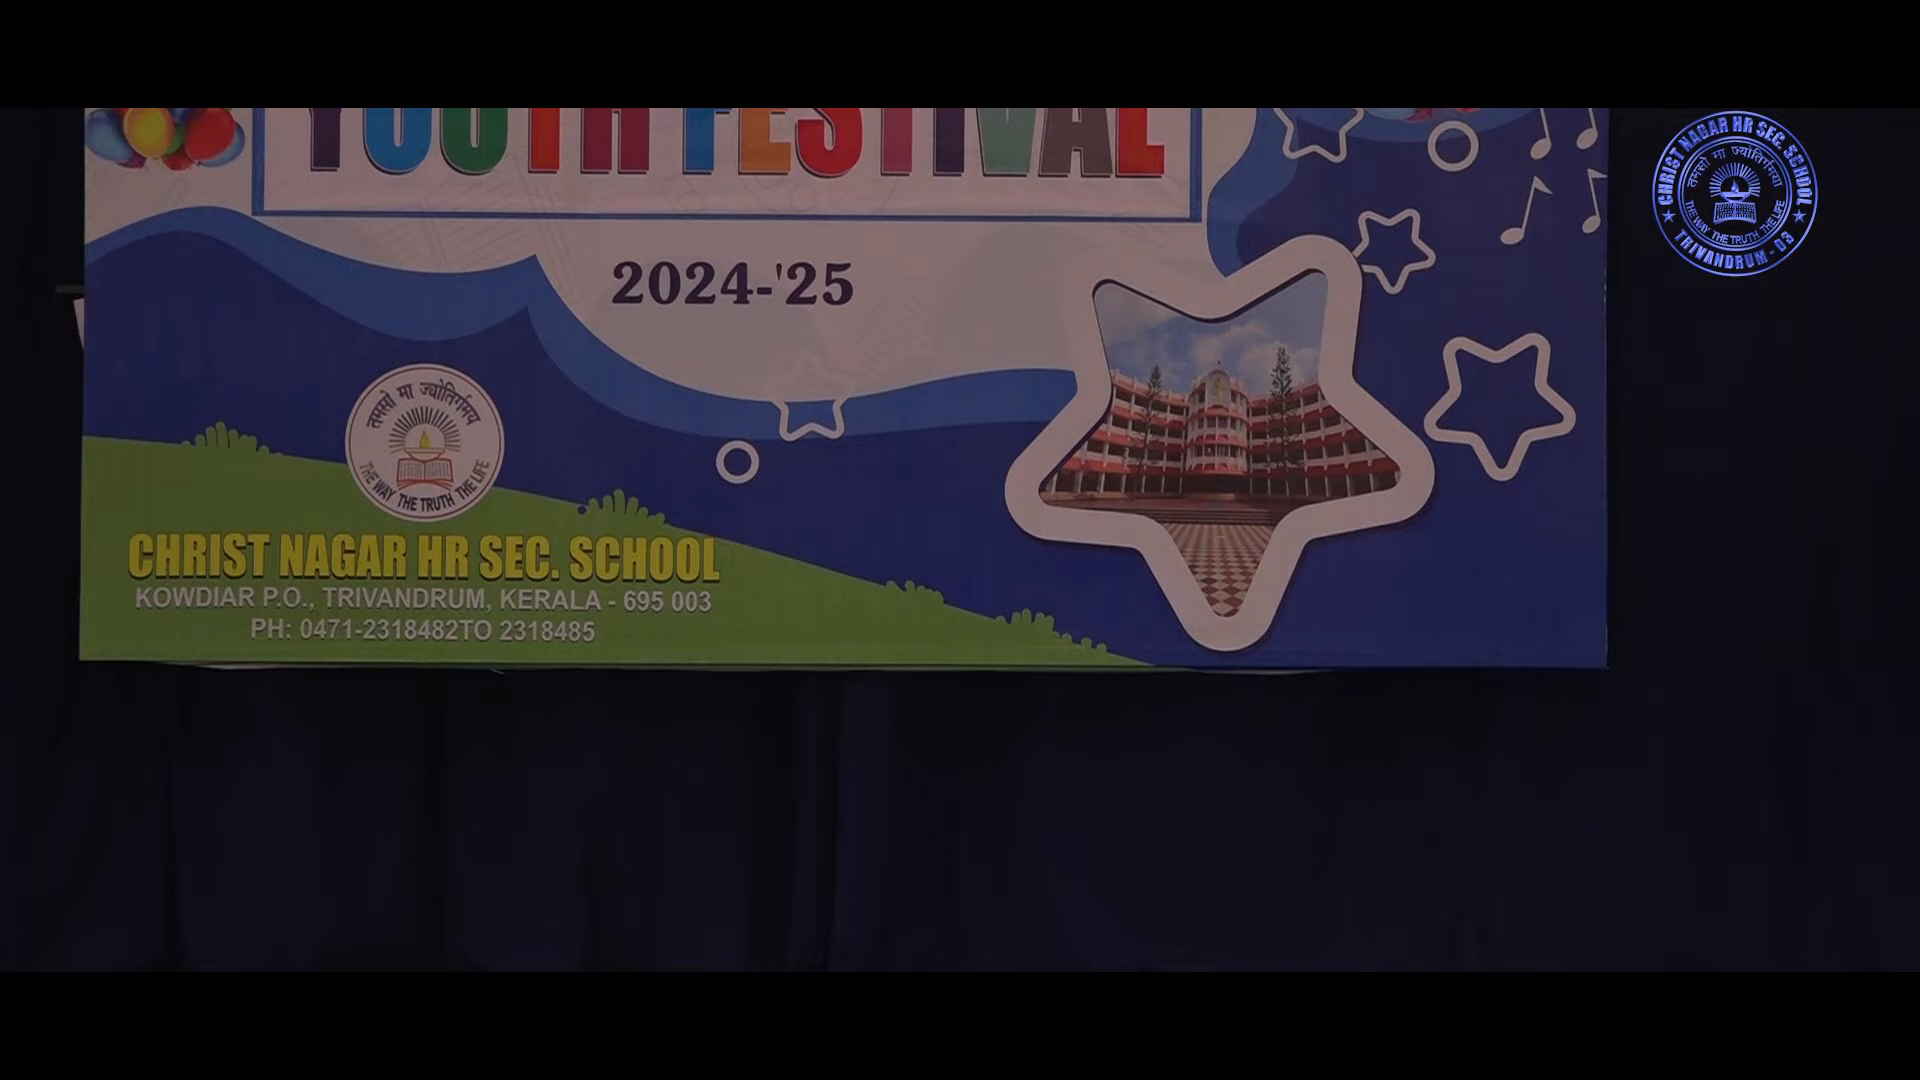 YOUTH FESTIVAL
2024-'25
तमसो मा ज्योतिर्गमय
THE WAY THE TRUTH THE LIFE
CHRIST NAGAR HR SEC. SCHOOL
KOWDIAR P.O., TRIVANDRUM, KERALA - 695 003
PH: 0471-2318482TO 2318485
CHRIST NAGAR HR SEC. SCHOOL
तमसो मा ज्योतिर्गमय
THE WAY THE TRUTH THE LIFE
TRIVANDRUM - 03